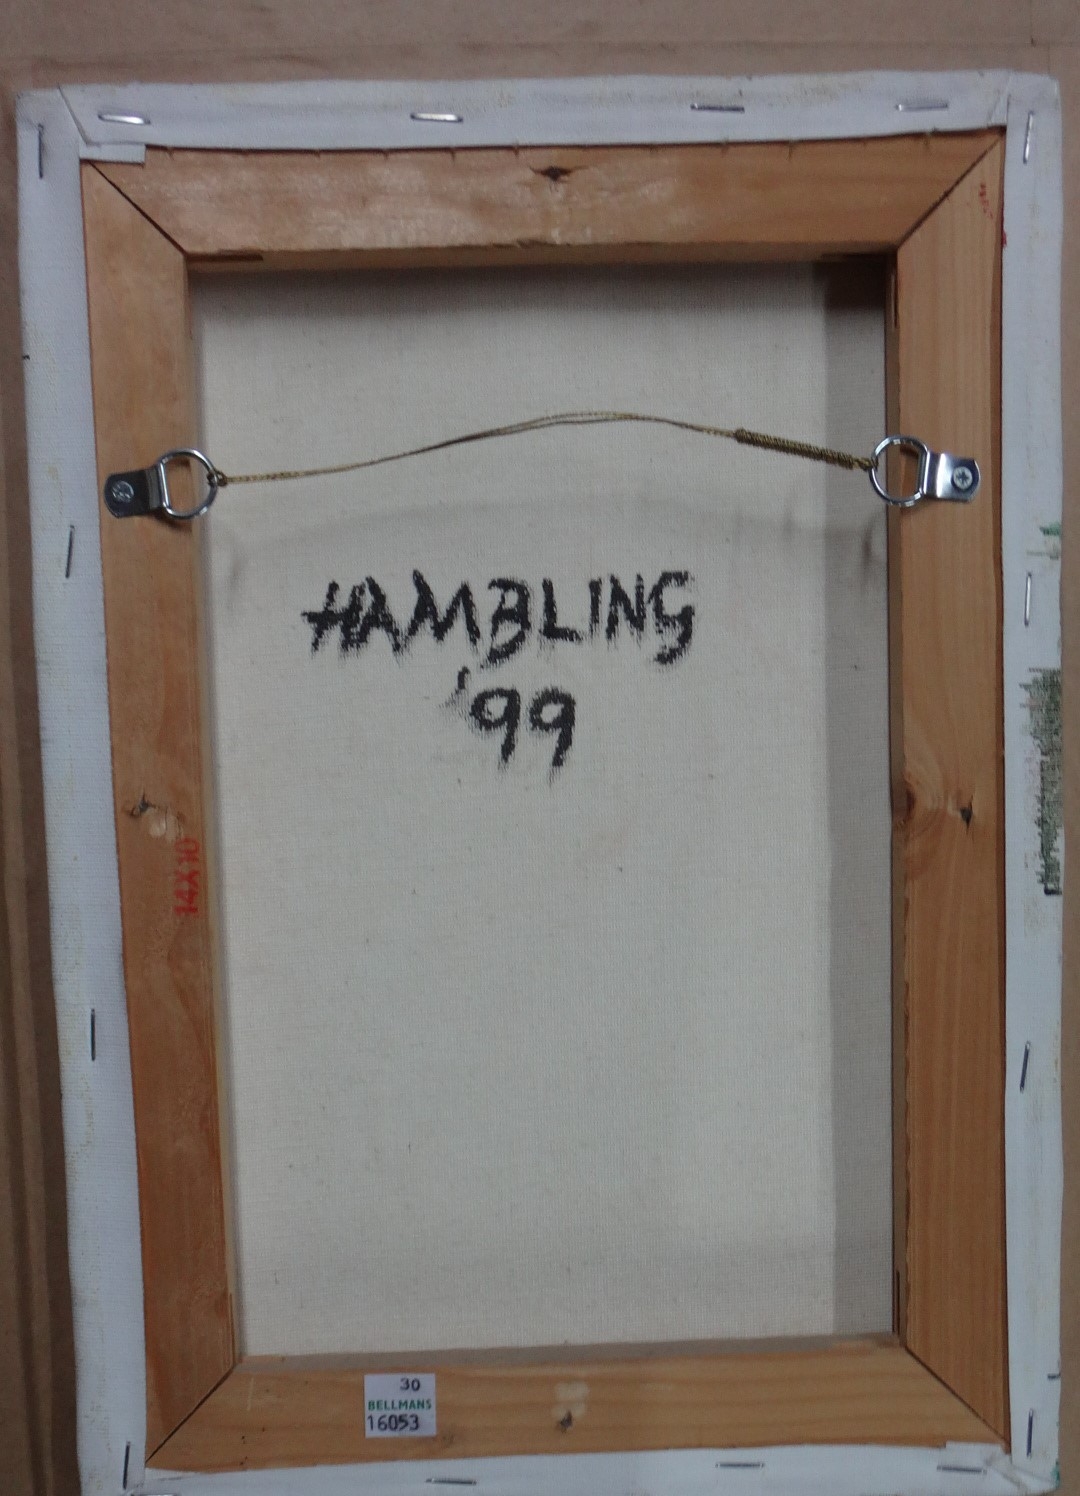 HAMBLING
'99
14X10
30
BELLMANS
16053